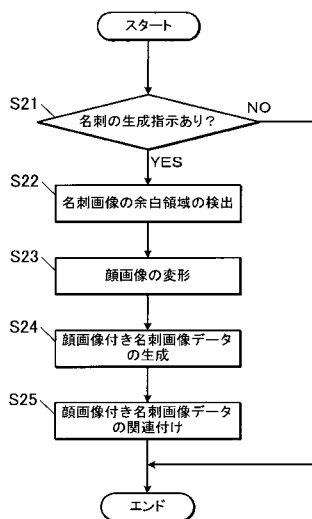 スタート
S21
名刺の生成指示あり?
NO
YES
S22
名刺画像の余白領域の検出
S23
顔画像の変形
S24
顔画像付き名刺画像データ
の生成
S25
顔画像付き名刺画像データ
の関連付け
エンド